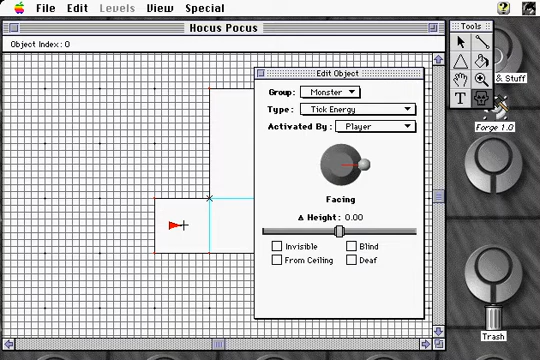 File Edit Levels View Special
Hocus Pocus
Object Index: 0
Tools
T
& Stuff
Forge 1.0
Edit Object
Group: Monster
Type: Tick Energy
Activated By: Player
Facing
Δ Height: 0.00
Invisible Blind
From Ceiling Deaf
Trash